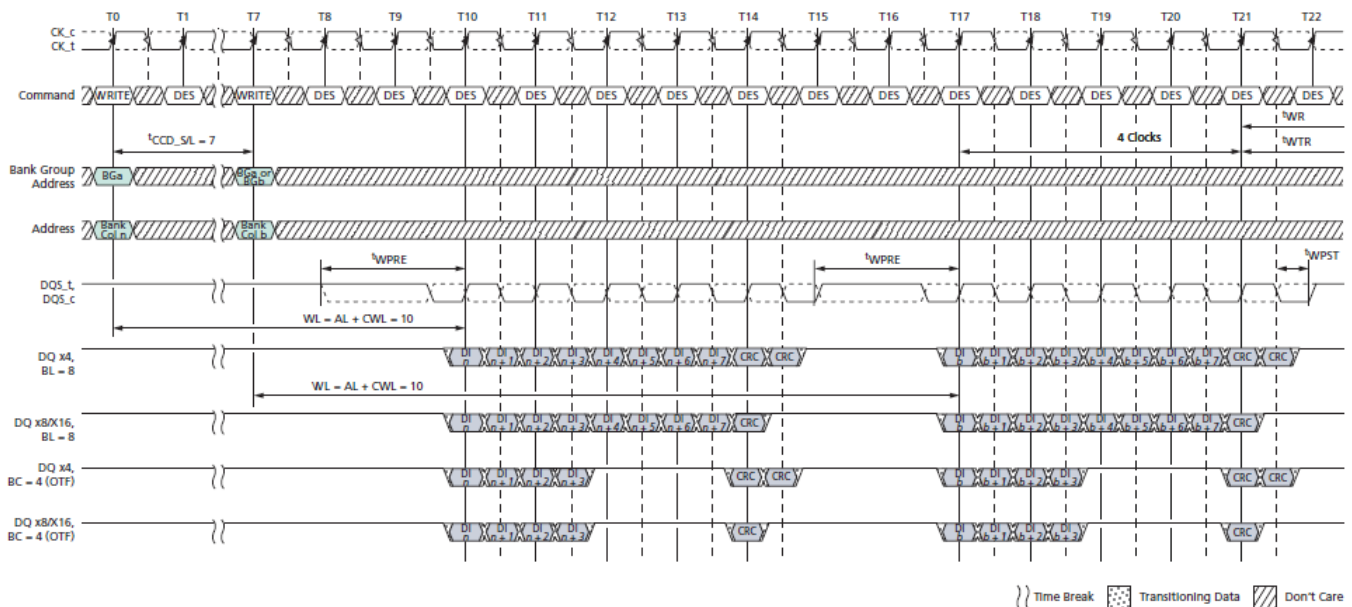 T0 T1 T7 T8 T9 T10 T11 T12 T13 T14 T15 T16 T17 T18 T19 T20 T21 T22
CK_c
CK_t
Command WRITE DES WRITE DES DES DES DES DES DES DES DES DES DES DES DES DES DES DES
tWR
tCCD_S/L = 7 4 Clocks tWTR
Bank Group
Address BGa BGa or
BGb
Address Bank
Col n Bank
Col b
tWPRE tWPRE tWPST
DQS_t,
DQS_c
WL = AL + CWL = 10
DQ x4,
BL = 8 DI
n DI
n + 1 DI
n + 2 DI
n + 3 DI
n + 4 DI
n + 5 DI
n + 6 DI
n + 7 CRC CRC DI
b DI
b + 1 DI
b + 2 DI
b + 3 DI
b + 4 DI
b + 5 DI
b + 6 DI
b + 7 CRC CRC
WL = AL + CWL = 10
DQ x8/X16,
BL = 8 DI
n DI
n + 1 DI
n + 2 DI
n + 3 DI
n + 4 DI
n + 5 DI
n + 6 DI
n + 7 CRC DI
b DI
b + 1 DI
b + 2 DI
b + 3 DI
b + 4 DI
b + 5 DI
b + 6 DI
b + 7 CRC
DQ x4,
BC = 4 (OTF) DI
n DI
n + 1 DI
n + 2 DI
n + 3 CRC CRC DI
b DI
b + 1 DI
b + 2 DI
b + 3 CRC CRC
DQ x8/X16,
BC = 4 (OTF) DI
n DI
n + 1 DI
n + 2 DI
n + 3 CRC DI
b DI
b + 1 DI
b + 2 DI
b + 3 CRC
Time Break Transitioning Data Don't Care